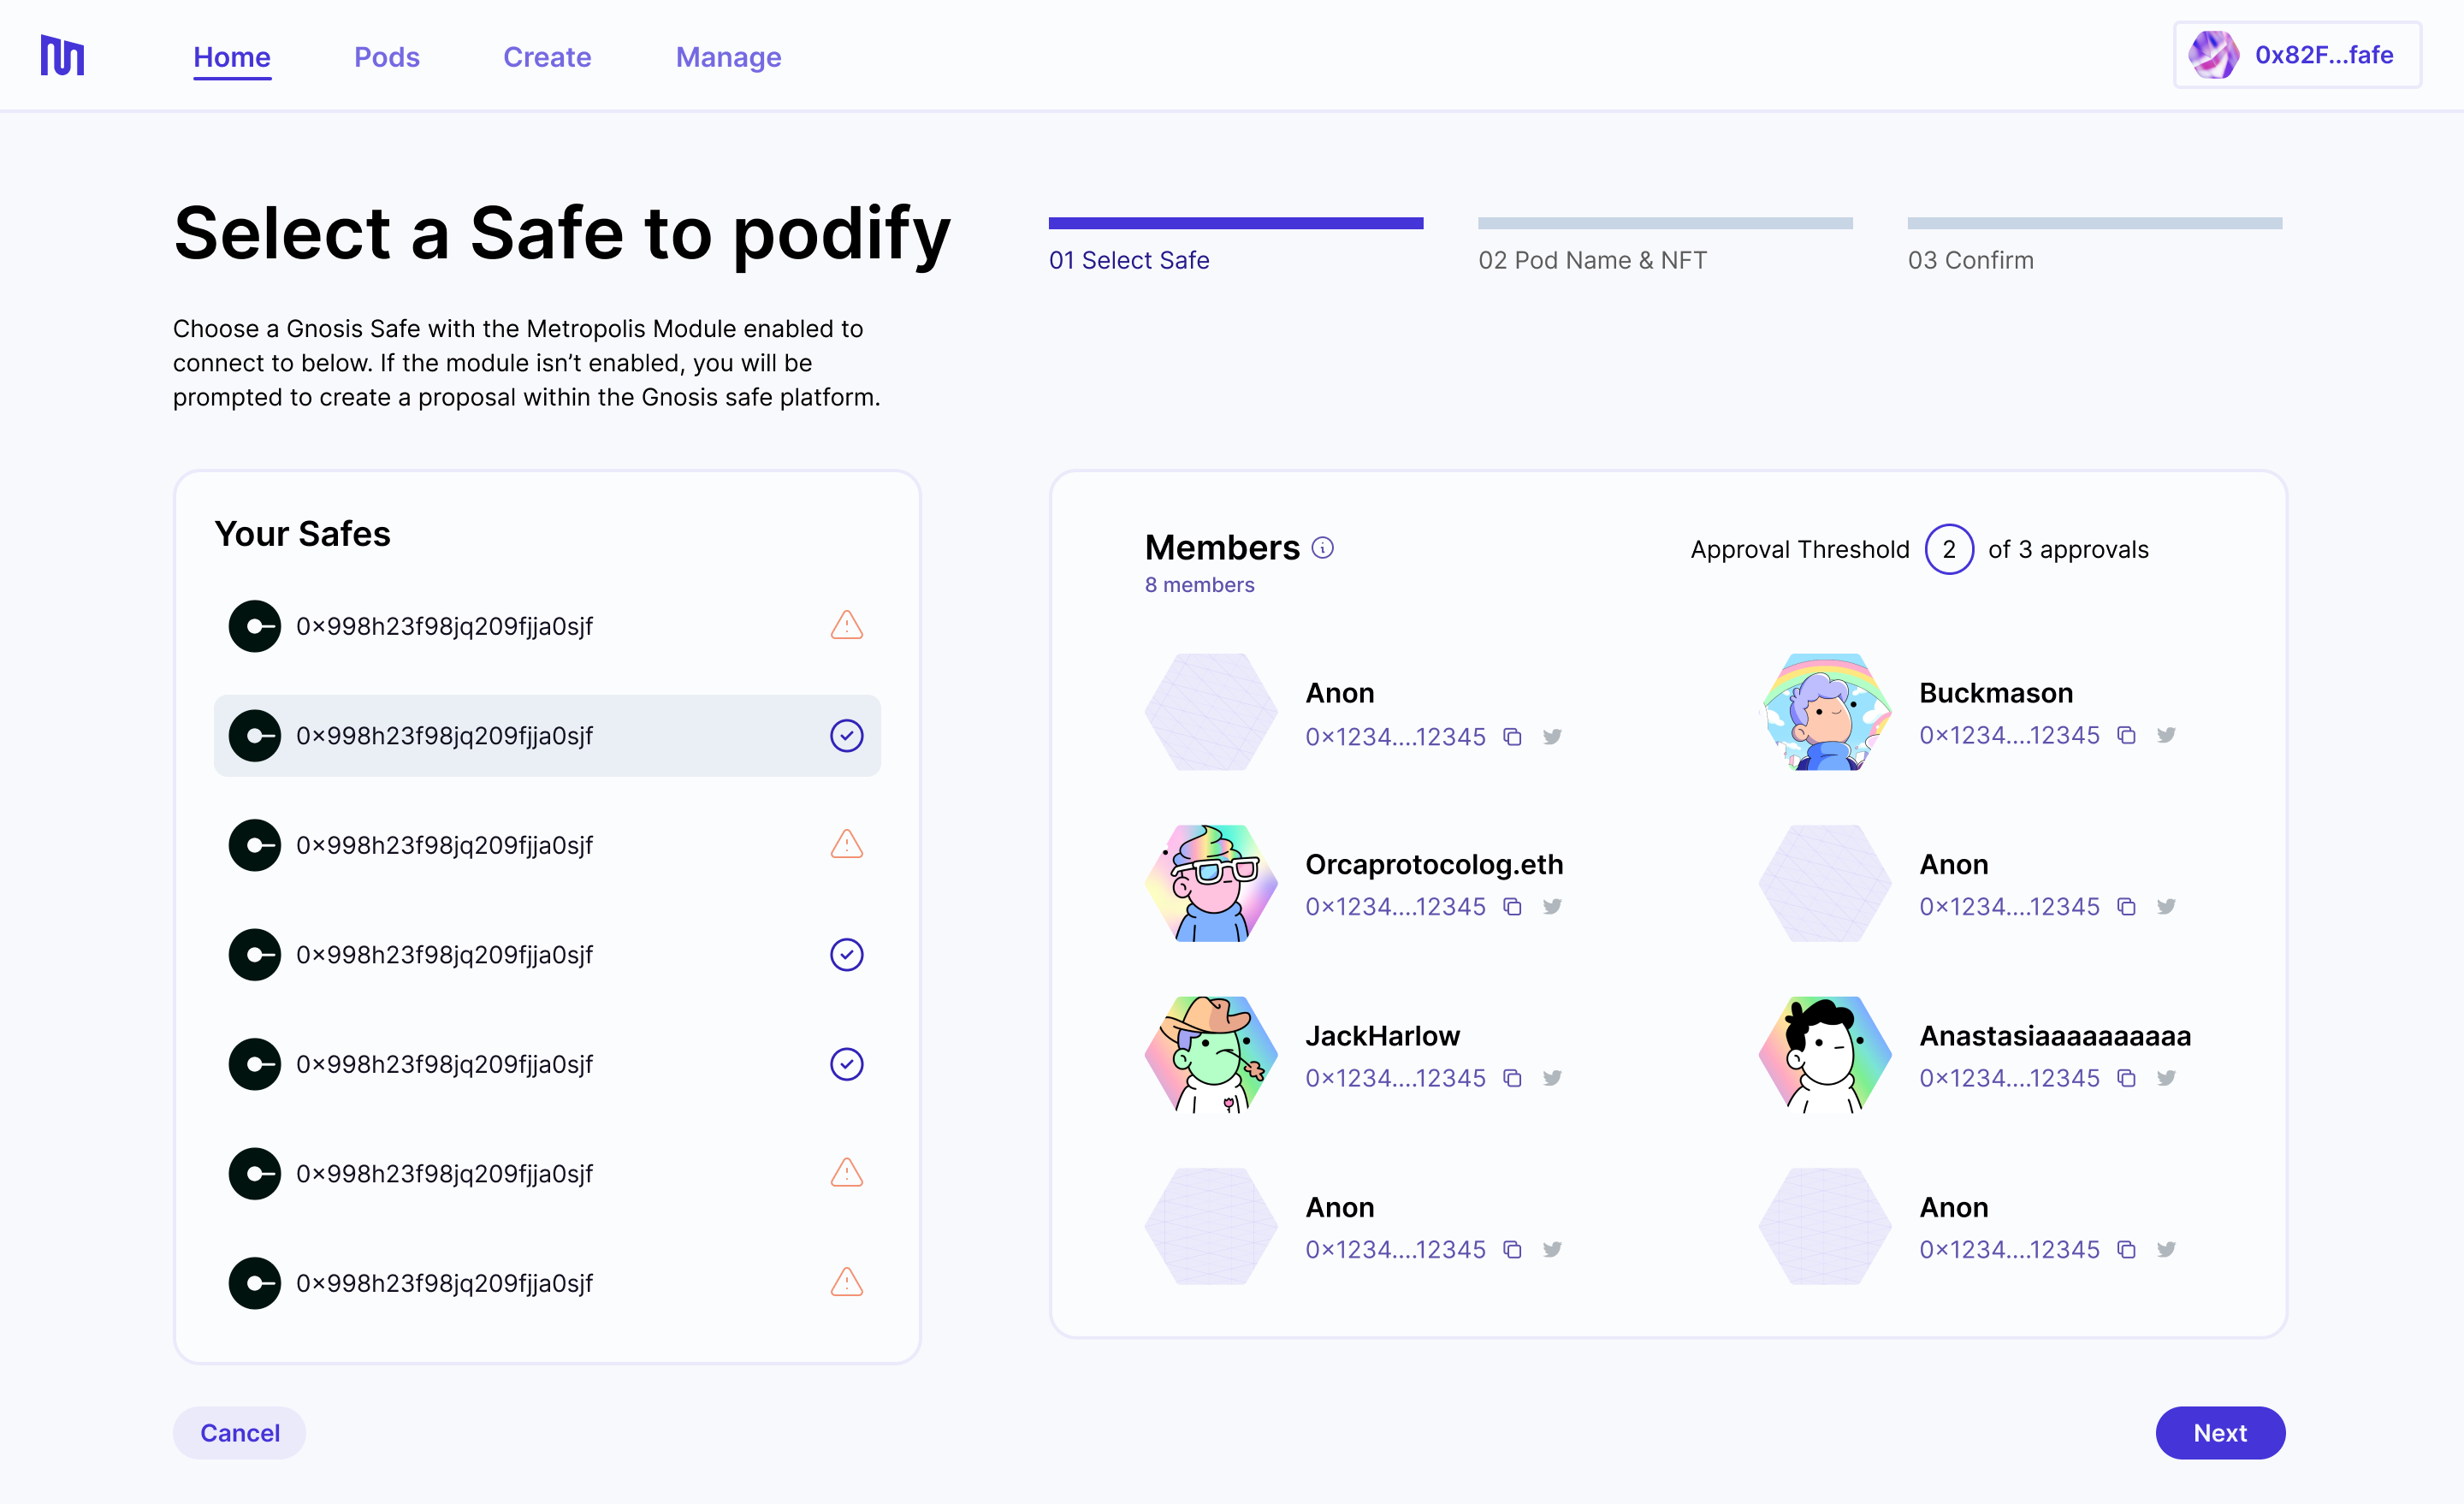 Home
Pods
Create
Manage
0x82F...fafe
Select a Safe to podify
01 Select Safe
02 Pod Name & NFT
03 Confirm
Choose a Gnosis Safe with the Metropolis Module enabled to
connect to below. If the module isn’t enabled, you will be
prompted to create a proposal within the Gnosis safe platform.
Your Safes
0×998h23f98jq209fjja0sjf
0×998h23f98jq209fjja0sjf
0×998h23f98jq209fjja0sjf
0×998h23f98jq209fjja0sjf
0×998h23f98jq209fjja0sjf
0×998h23f98jq209fjja0sjf
0×998h23f98jq209fjja0sjf
Members
8 members
Approval Threshold 2 of 3 approvals
Anon
0×1234....12345
Buckmason
0×1234....12345
Orcaprotocolog.eth
0×1234....12345
Anon
0×1234....12345
JackHarlow
0×1234....12345
Anastasiaaaaaaaaaa
0×1234....12345
Anon
0×1234....12345
Anon
0×1234....12345
Cancel
Next